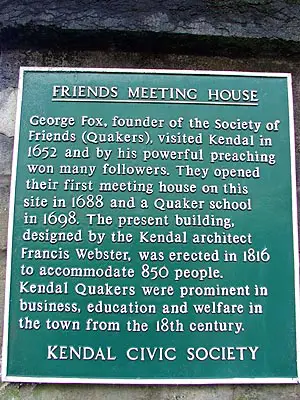 FRIENDS MEETING HOUSE
George Fox, founder of the Society of
Friends (Quakers), visited Kendal in
1652 and by his powerful preaching
won many followers. They opened
their first meeting house on this
site in 1688 and a Quaker school
in 1698. The present building,
designed by the Kendal architect
Francis Webster, was erected in 1816
to accommodate 850 people.
Kendal Quakers were prominent in
business, education and welfare in
the town from the 18th century.
KENDAL CIVIC SOCIETY